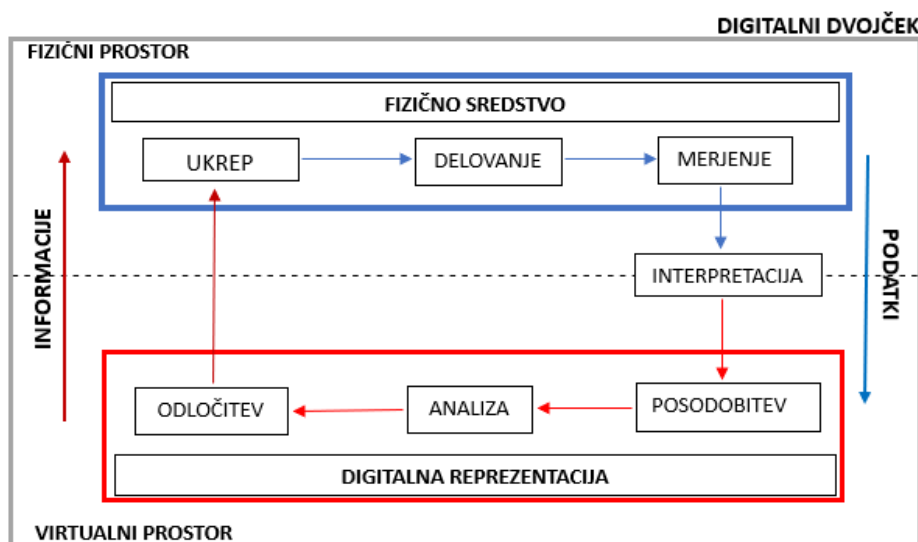 DIGITALNI DVOJČEK
FIZIČNI PROSTOR
FIZIČNO SREDSTVO
UKREP
DELOVANJE
MERJENJE
INFORMACIJE
PODATKI
INTERPRETACIJA
ODLOČITEV
ANALIZA
POSODOBITEV
DIGITALNA REPREZENTACIJA
VIRTUALNI PROSTOR